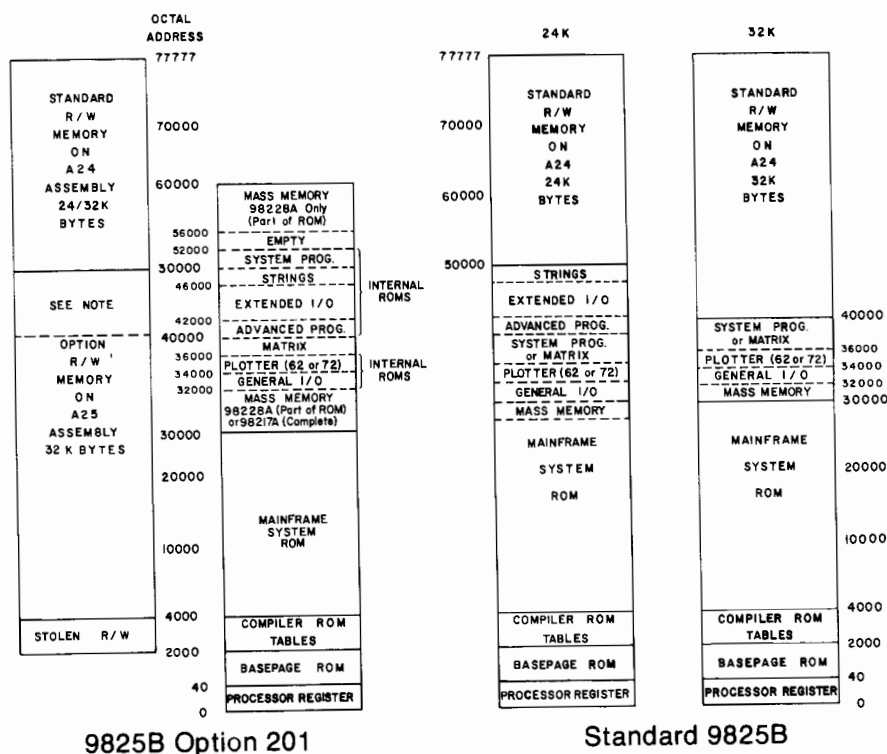 OCTAL
ADDRESS
77777
70000
60000
56000
52000
30000
46000
42000
40000
36000
34000
32000
30000
20000
10000
4000
2000
40
0
STANDARD
R/W
MEMORY
ON
A24
ASSEMBLY
24/32K
BYTES
SEE NOTE
OPTION
R/W
MEMORY
ON
A25
ASSEMBLY
32 K BYTES
STOLEN R/W
MASS MEMORY
98228A Only
(Part of ROM)
EMPTY
SYSTEM PROG.
STRINGS
EXTENDED I/O
ADVANCED PROG.
MATRIX
PLOTTER (62 or 72)
GENERAL I/O
MASS MEMORY
98228A (Part of ROM)
or 98217A (Complete)
MAINFRAME
SYSTEM
ROM
COMPILER ROM
TABLES
BASEPAGE ROM
PROCESSOR REGISTER
INTERNAL
ROMS
INTERNAL
ROMS
9825B Option 201
24K
77777
70000
60000
50000
STANDARD
R/W
MEMORY
ON
A24
24K
BYTES
STRINGS
EXTENDED I/O
ADVANCED PROG.
SYSTEM PROG.
or MATRIX
PLOTTER (62 or 72)
GENERAL I/O
MASS MEMORY
MAINFRAME
SYSTEM
ROM
COMPILER ROM
TABLES
BASEPAGE ROM
PROCESSOR REGISTER
32K
STANDARD
R/W
MEMORY
ON
A24
32K
BYTES
SYSTEM PROG.
or MATRIX
PLOTTER (62 or 72)
GENERAL I/O
MASS MEMORY
MAINFRAME
SYSTEM
ROM
COMPILER ROM
TABLES
BASEPAGE ROM
PROCESSOR REGISTER
40000
36000
34000
32000
30000
20000
10000
4000
2000
40
0
Standard 9825B